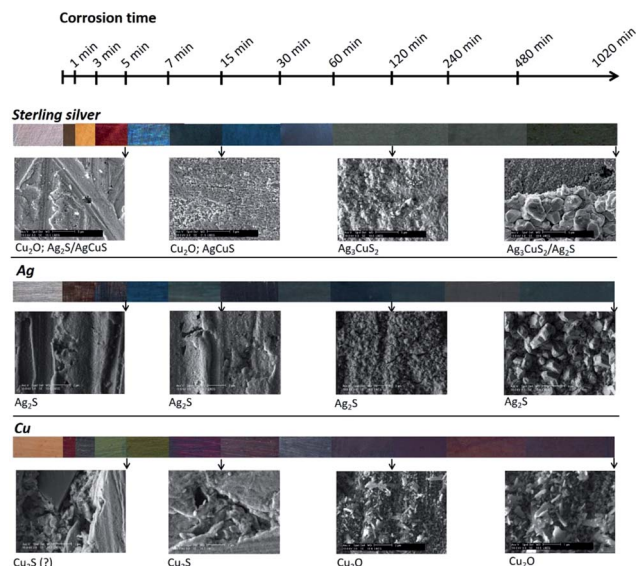 Corrosion time
1 min
3 min
5 min
7 min
15 min
30 min
60 min
120 min
240 min
480 min
1020 min
Sterling silver
Cu₂O; Ag₂S/AgCuS
Cu₂O; AgCuS
Ag₃CuS₂
Ag₃CuS₂/Ag₂S
Ag
Ag₂S
Ag₂S
Ag₂S
Ag₂S
Cu
Cu₂S (?)
Cu₂S
Cu₂O
Cu₂O